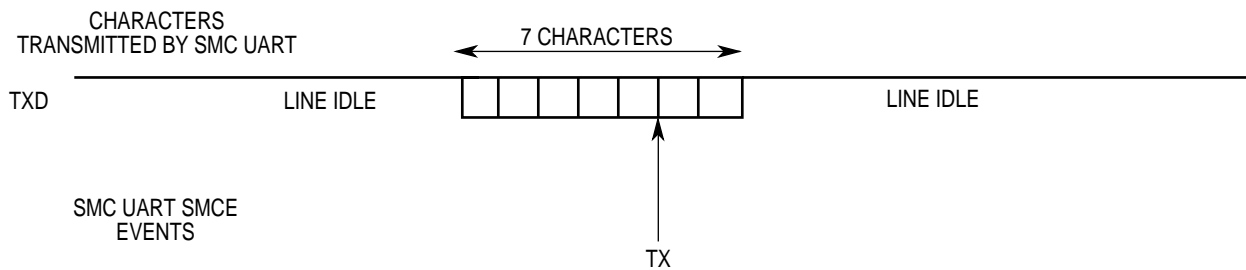 CHARACTERS
TRANSMITTED BY SMC UART
7 CHARACTERS
TXD
LINE IDLE
LINE IDLE
SMC UART SMCE
EVENTS
TX